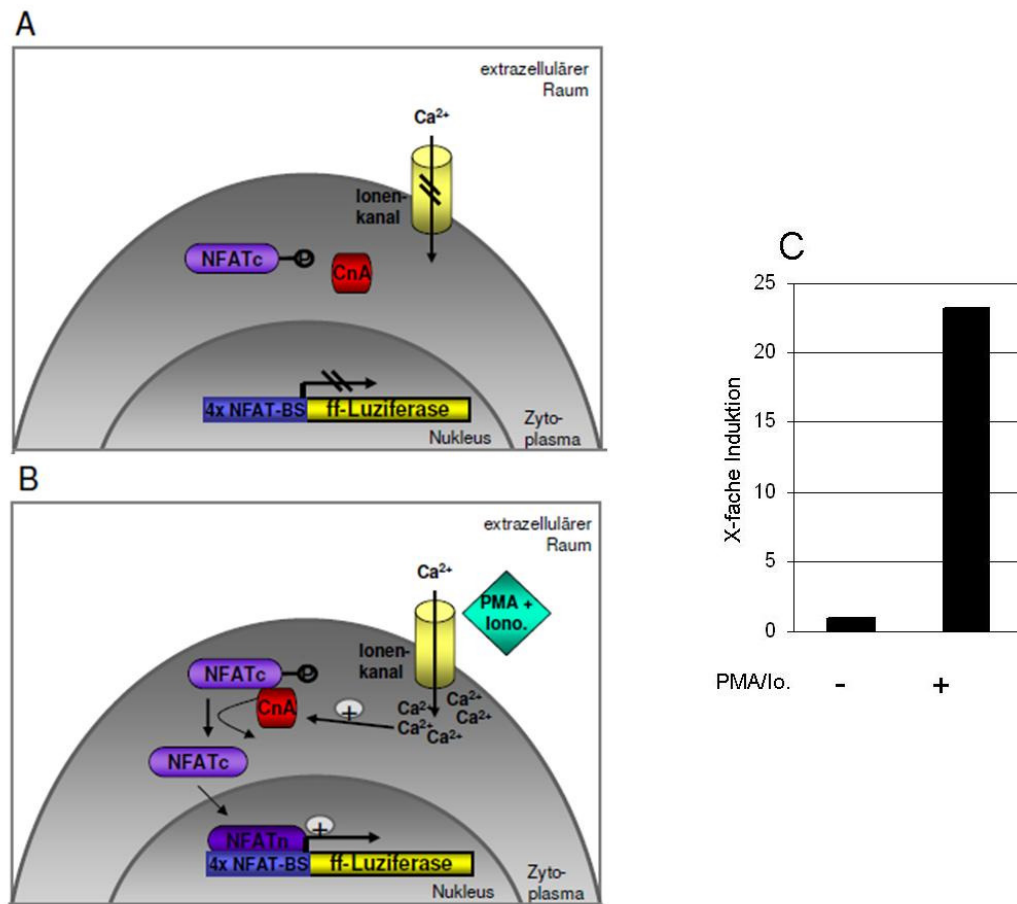 A
extrazellulärer
Raum
Ca2+
Ionen-
kanal
NFATc
P
CnA
4x NFAT-BS
ff-Luziferase
Nukleus
Zyto-
plasma
B
extrazellulärer
Raum
Ca2+
PMA +
Iono.
Ionen-
kanal
NFATc
P
CnA
+
Ca2+
Ca2+
Ca2+
Ca2+
Ca2+
NFATc
NFATn
+
4x NFAT-BS
ff-Luziferase
Nukleus
Zyto-
plasma
C
X-fache Induktion
25
20
15
10
5
0
PMA/Io.
-
+